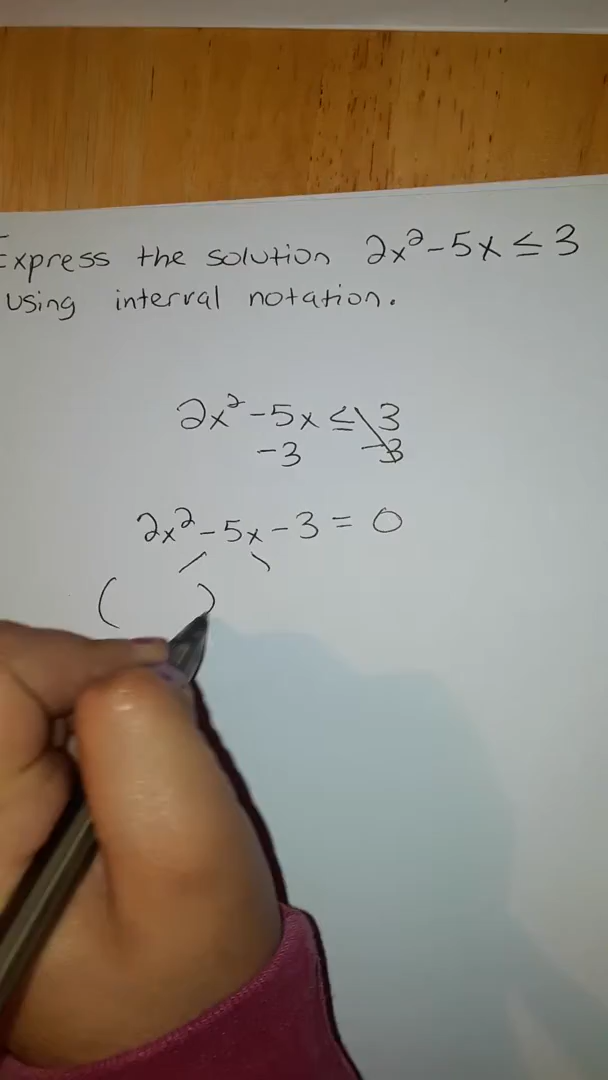 Express the solution 2x² - 5x ≤ 3
using interval notation.
2x² - 5x ≤ 3
-3 -3
2x² - 5x - 3 = 0
( )